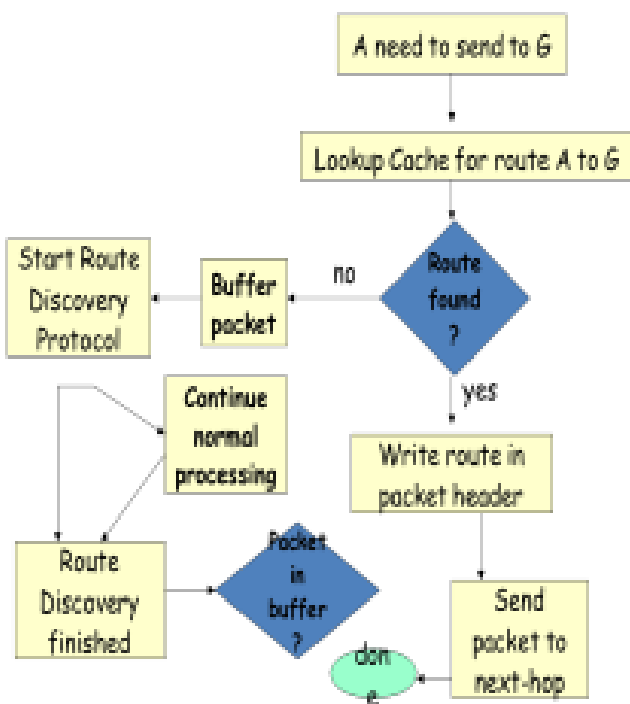 A need to send to G
Lookup Cache for route A to G
Route
found
?
no
Buffer
packet
Start Route
Discovery
Protocol
yes
Continue
normal
processing
Write route in
packet header
Route
Discovery
finished
Packet
in
buffer
?
Send
packet to
next-hop
don
e